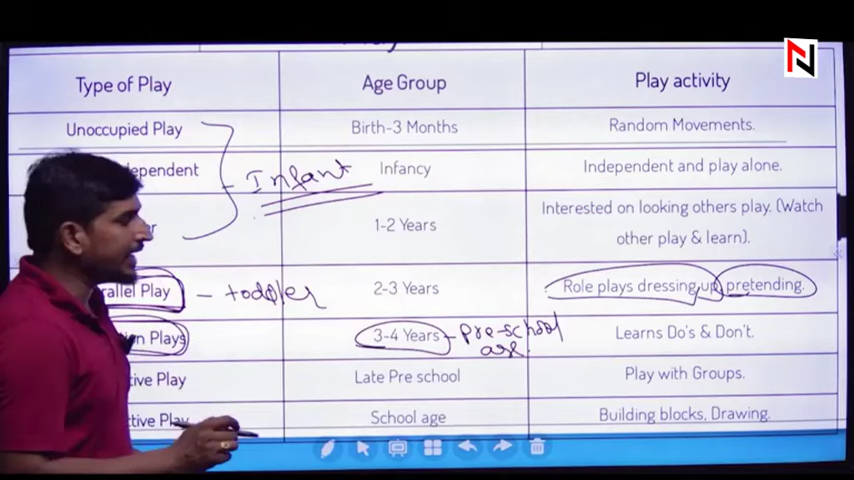 Type of Play Age Group Play activity
Unoccupied Play Birth-3 Months Random Movements.
ependent Infancy Independent and play alone.
Infant
Interested on looking others play. (Watch
r 1-2 Years
other play & learn).
rallel Play - toddler 2-3 Years Role plays dressing up pretending.
n Plays 3-4 Years - Pre-school Learns Do's & Don't.
age.
tive Play Late Pre school Play with Groups.
ctive Play School age Building blocks, Drawing.